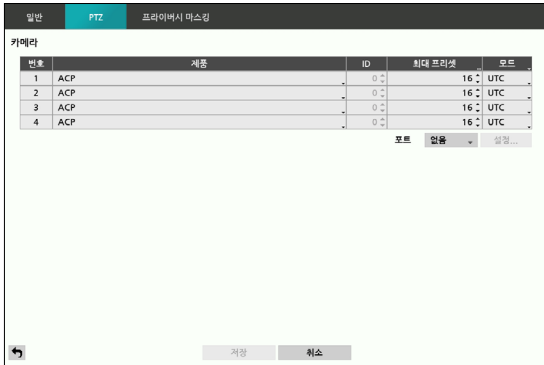 일반 PTZ 프라이버시 마스킹
카메라
번호 제품 ID 최대 프리셋 ... 모드
1 ACP 0 16 UTC
2 ACP 0 16 UTC
3 ACP 0 16 UTC
4 ACP 0 16 UTC
포트 없음 설정...
저장 취소